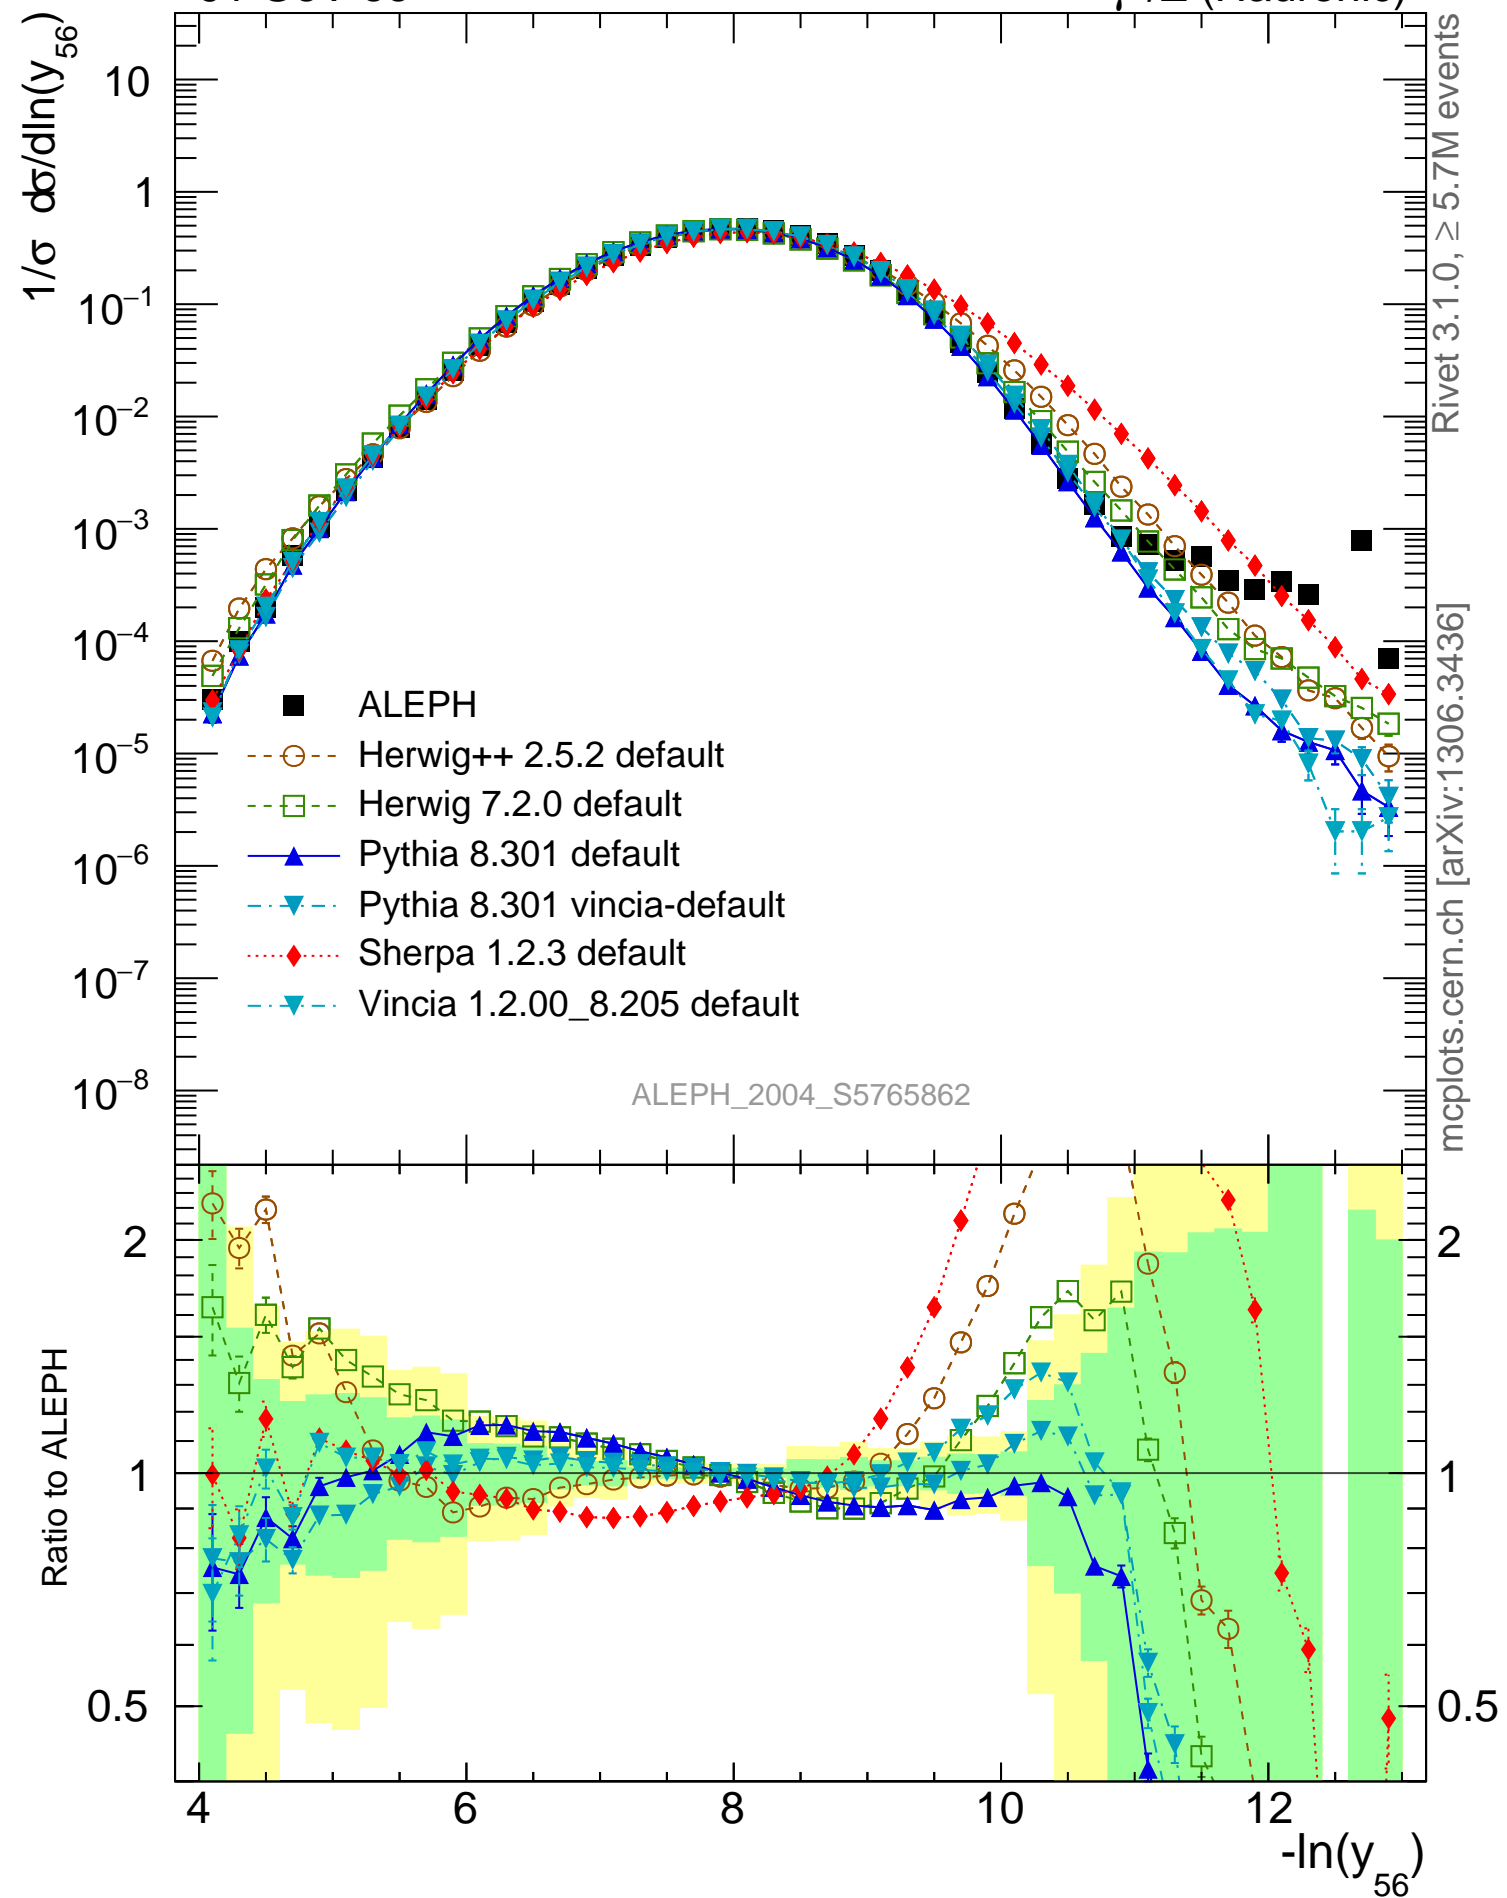 1/σ dσ/dln(y56)
10
1
10−1
10−2
10−3
10−4
10−5
10−6
10−7
10−8
ALEPH
Herwig++ 2.5.2 default
Herwig 7.2.0 default
Pythia 8.301 default
Pythia 8.301 vincia-default
Sherpa 1.2.3 default
Vincia 1.2.00_8.205 default
ALEPH_2004_S5765862
Rivet 3.1.0, ≥ 5.7M events
mcplots.cern.ch [arXiv:1306.3436]
Ratio to ALEPH
2
1
0.5
2
1
0.5
4 6 8 10 12
-ln(y56)